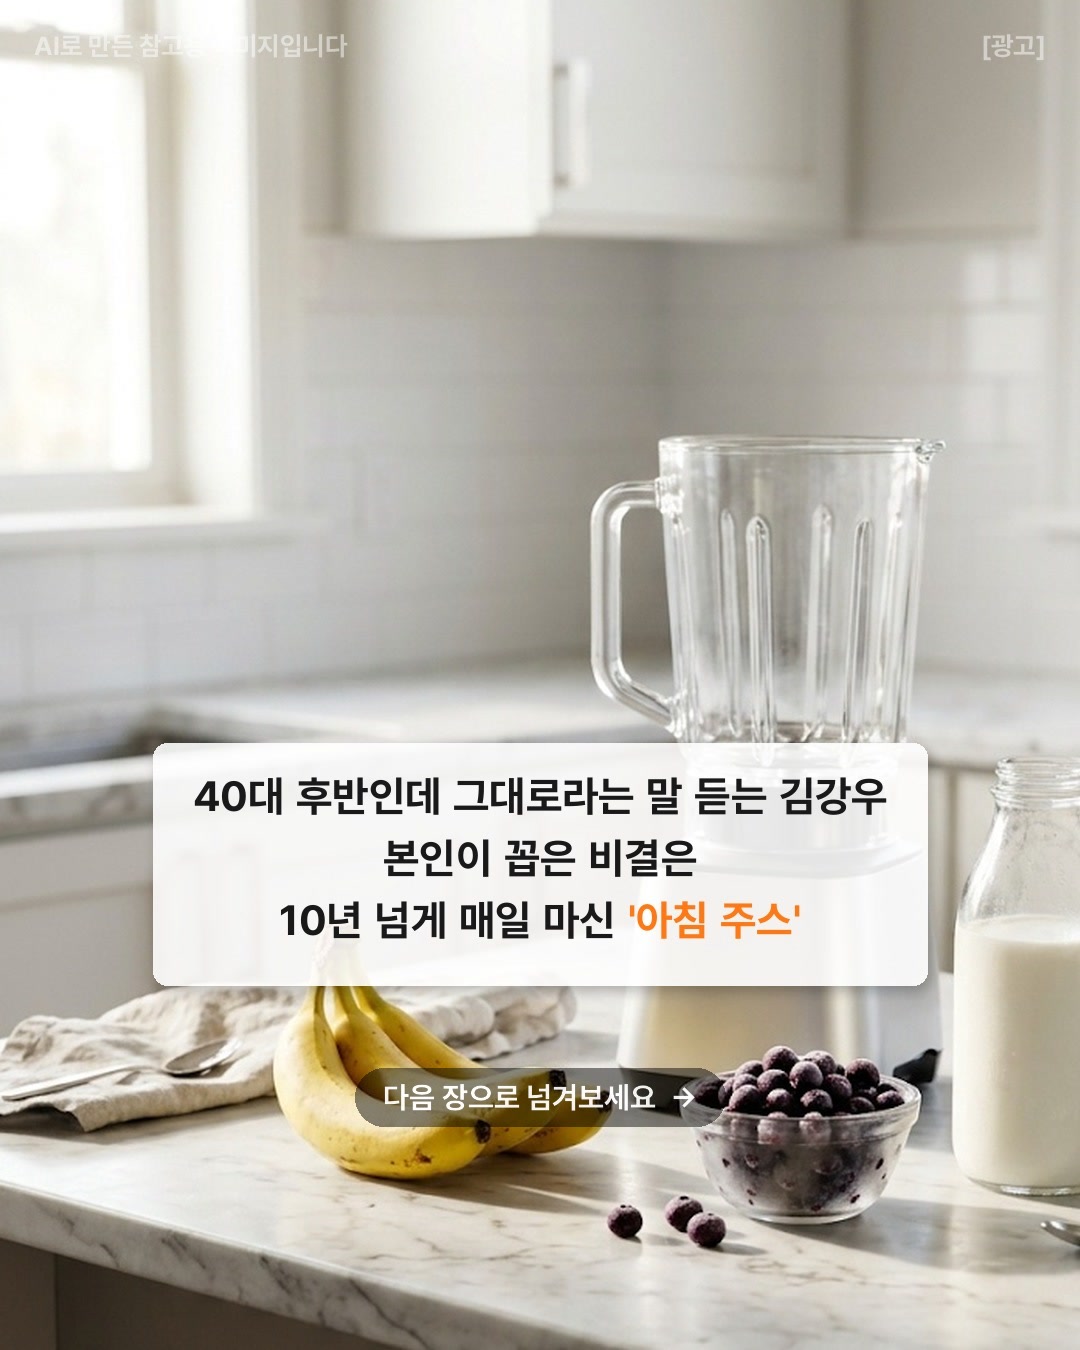 AI로 만든 참고용 이미지입니다
[광고]
40대 후반인데 그대로라는 말 듣는 김강우
본인이 꼽은 비결은
10년 넘게 매일 마신 '아침 주스'
다음 장으로 넘겨보세요 →